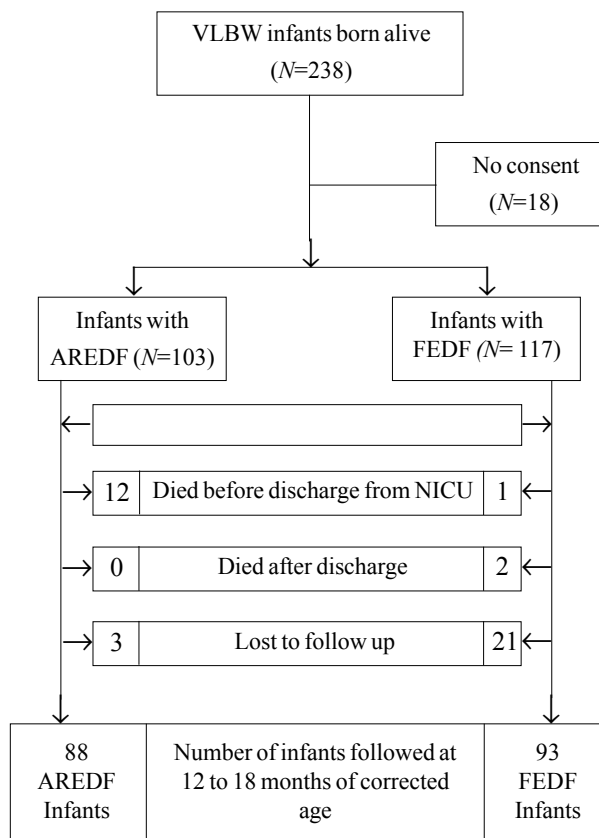 VLBW infants born alive
(N=238)
No consent
(N=18)
Infants with
AREDF (N=103)
Infants with
FEDF (N= 117)
12 Died before discharge from NICU 1
0 Died after discharge 2
3 Lost to follow up 21
88
AREDF
Infants
Number of infants followed at
12 to 18 months of corrected
age
93
FEDF
Infants